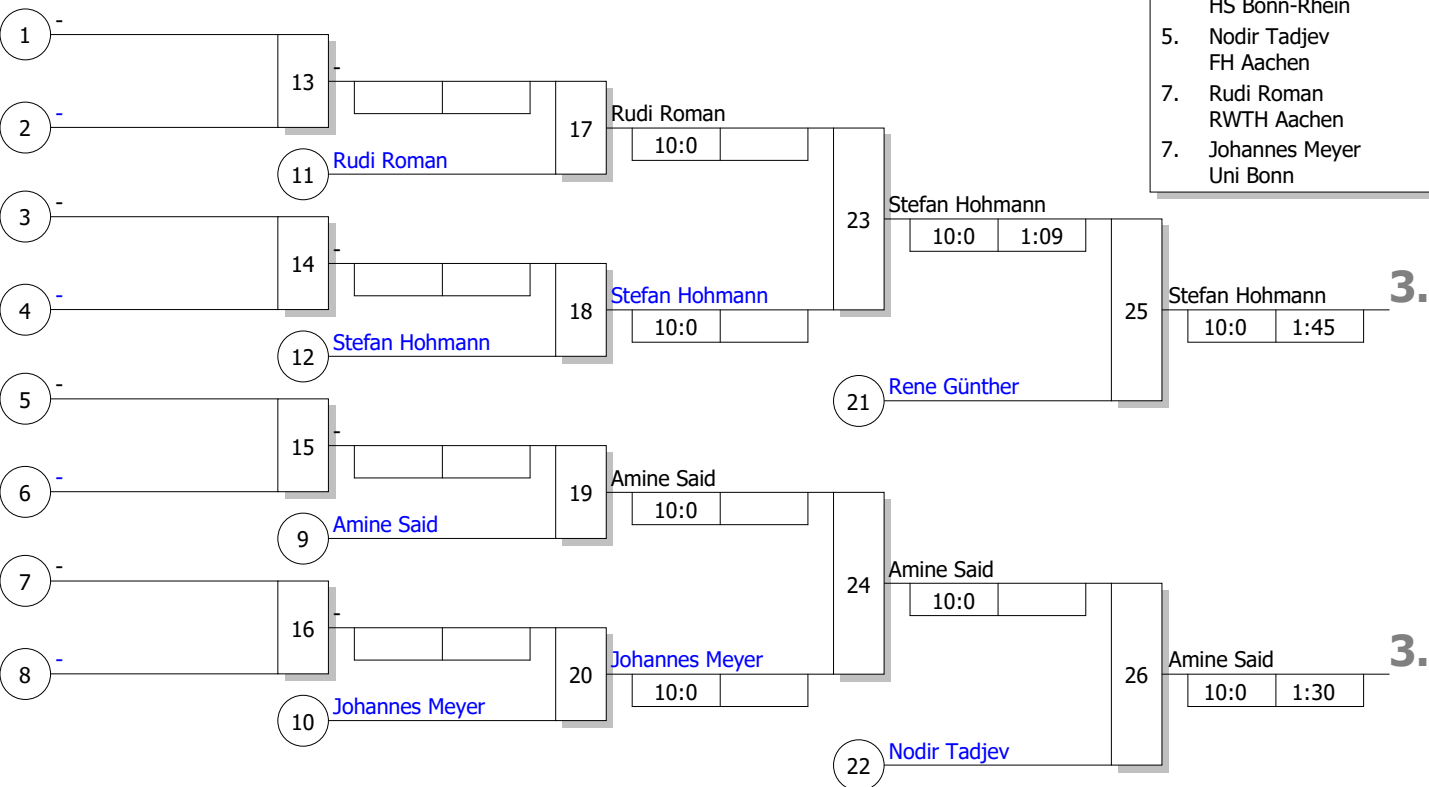 HS Bonn-Rhein
5. Nodir Tadjev
FH Aachen
7. Rudi Roman
RWTH Aachen
7. Johannes Meyer
Uni Bonn
1 -
13 -
2 -
17 Rudi Roman
10:0
11 Rudi Roman
3 -
23 Stefan Hohmann
10:0 1:09
14 -
4 -
18 Stefan Hohmann
10:0
12 Stefan Hohmann
25 Stefan Hohmann 3.
10:0 1:45
5 -
21 Rene Günther
15 -
6 -
19 Amine Said
10:0
9 Amine Said
7 -
24 Amine Said
10:0
16 -
8 -
20 Johannes Meyer
10:0
10 Johannes Meyer
26 Amine Said 3.
10:0 1:30
22 Nodir Tadjev